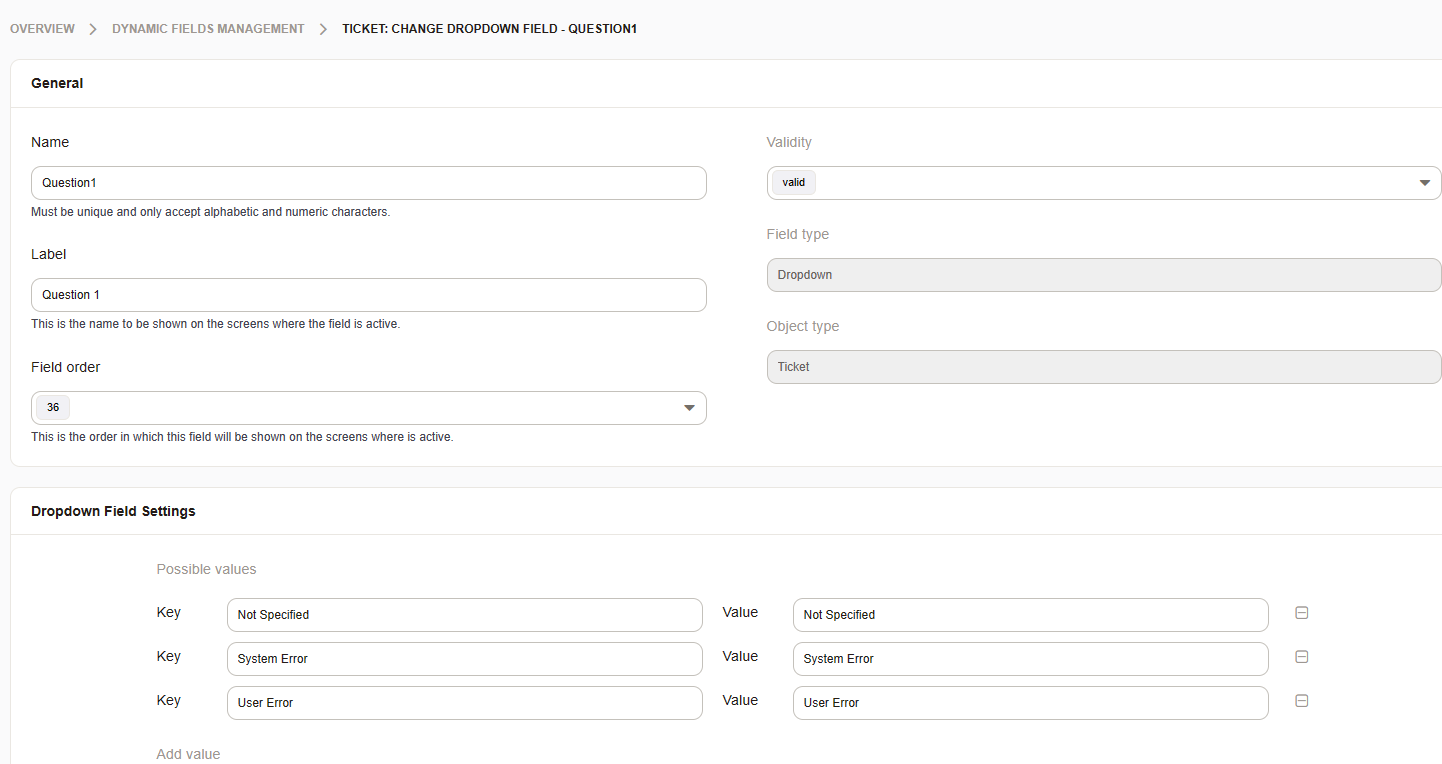 OVERVIEW > DYNAMIC FIELDS MANAGEMENT > TICKET: CHANGE DROPDOWN FIELD - QUESTION1
General
Name
Question1
Must be unique and only accept alphabetic and numeric characters.
Label
Question 1
This is the name to be shown on the screens where the field is active.
Field order
36
This is the order in which this field will be shown on the screens where is active.
Validity
valid
Field type
Dropdown
Object type
Ticket
Dropdown Field Settings
Possible values
Key Not Specified Value Not Specified
Key System Error Value System Error
Key User Error Value User Error
Add value